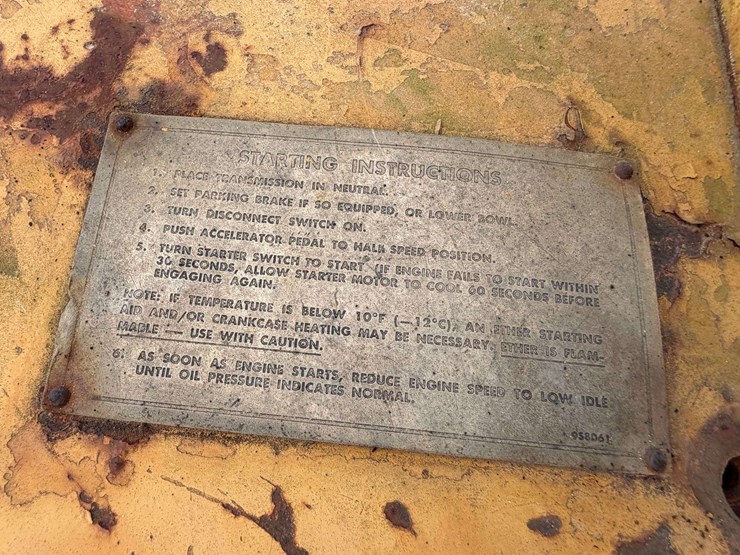 STARTING INSTRUCTIONS
1. PLACE TRANSMISSION IN NEUTRAL.
2. SET PARKING BRAKE IF SO EQUIPPED, OR LOWER BOWL.
3. TURN DISCONNECT SWITCH ON.
4. PUSH ACCELERATOR PEDAL TO HALF SPEED POSITION.
5. TURN STARTER SWITCH TO START. (IF ENGINE FAILS TO START WITHIN
30 SECONDS, ALLOW STARTER MOTOR TO COOL 60 SECONDS BEFORE
ENGAGING AGAIN.
NOTE: IF TEMPERATURE IS BELOW 10°F (—12°C), AN ETHER STARTING
AID AND/OR CRANKCASE HEATING MAY BE NECESSARY. ETHER IS FLAM-
MABLE — USE WITH CAUTION.
6. AS SOON AS ENGINE STARTS, REDUCE ENGINE SPEED TO LOW IDLE
UNTIL OIL PRESSURE INDICATES NORMAL.
9S8061